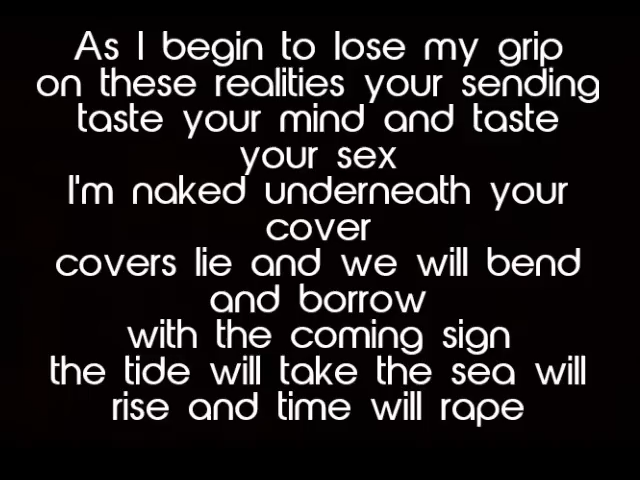 As I begin to lose my grip
on these realities your sending
taste your mind and taste
your sex
I'm naked underneath your
cover
covers lie and we will bend
and borrow
with the coming sign
the tide will take the sea will
rise and time will rape